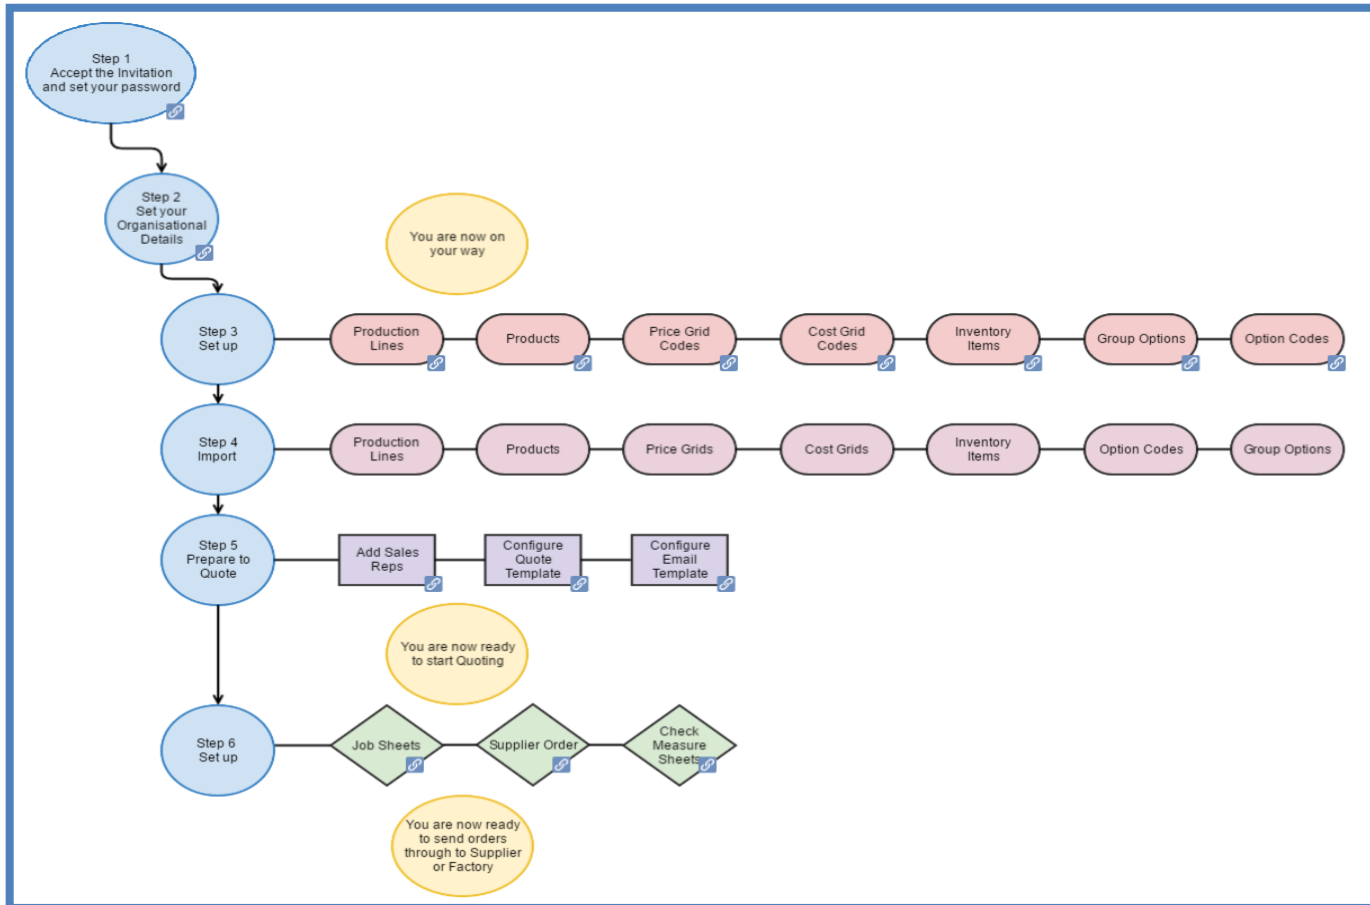 Step 1
Accept the Invitation
and set your password
Step 2
Set your
Organisational
Details
You are now on
your way
Step 3
Set up
Production
Lines
Products
Price Grid
Codes
Cost Grid
Codes
Inventory
Items
Group Options
Option Codes
Step 4
Import
Production
Lines
Products
Price Grids
Cost Grids
Inventory
Items
Option Codes
Group Options
Step 5
Prepare to
Quote
Add Sales
Reps
Configure
Quote
Template
Configure
Email
Template
You are now ready
to start Quoting
Step 6
Set up
Job Sheets
Supplier Order
Check
Measure
Sheets
You are now ready
to send orders
through to Supplier
or Factory